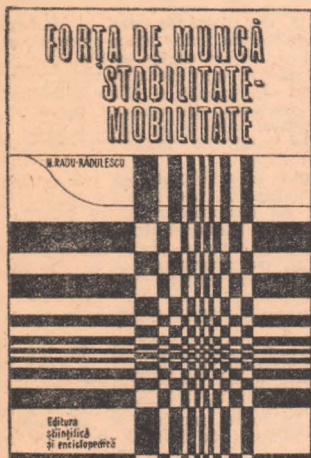 FORȚA DE MUNCĂ
STABILITATE-
MOBILITATE
N.RADU-RĂDULESCU
Editura
științifică
și enciclopedică